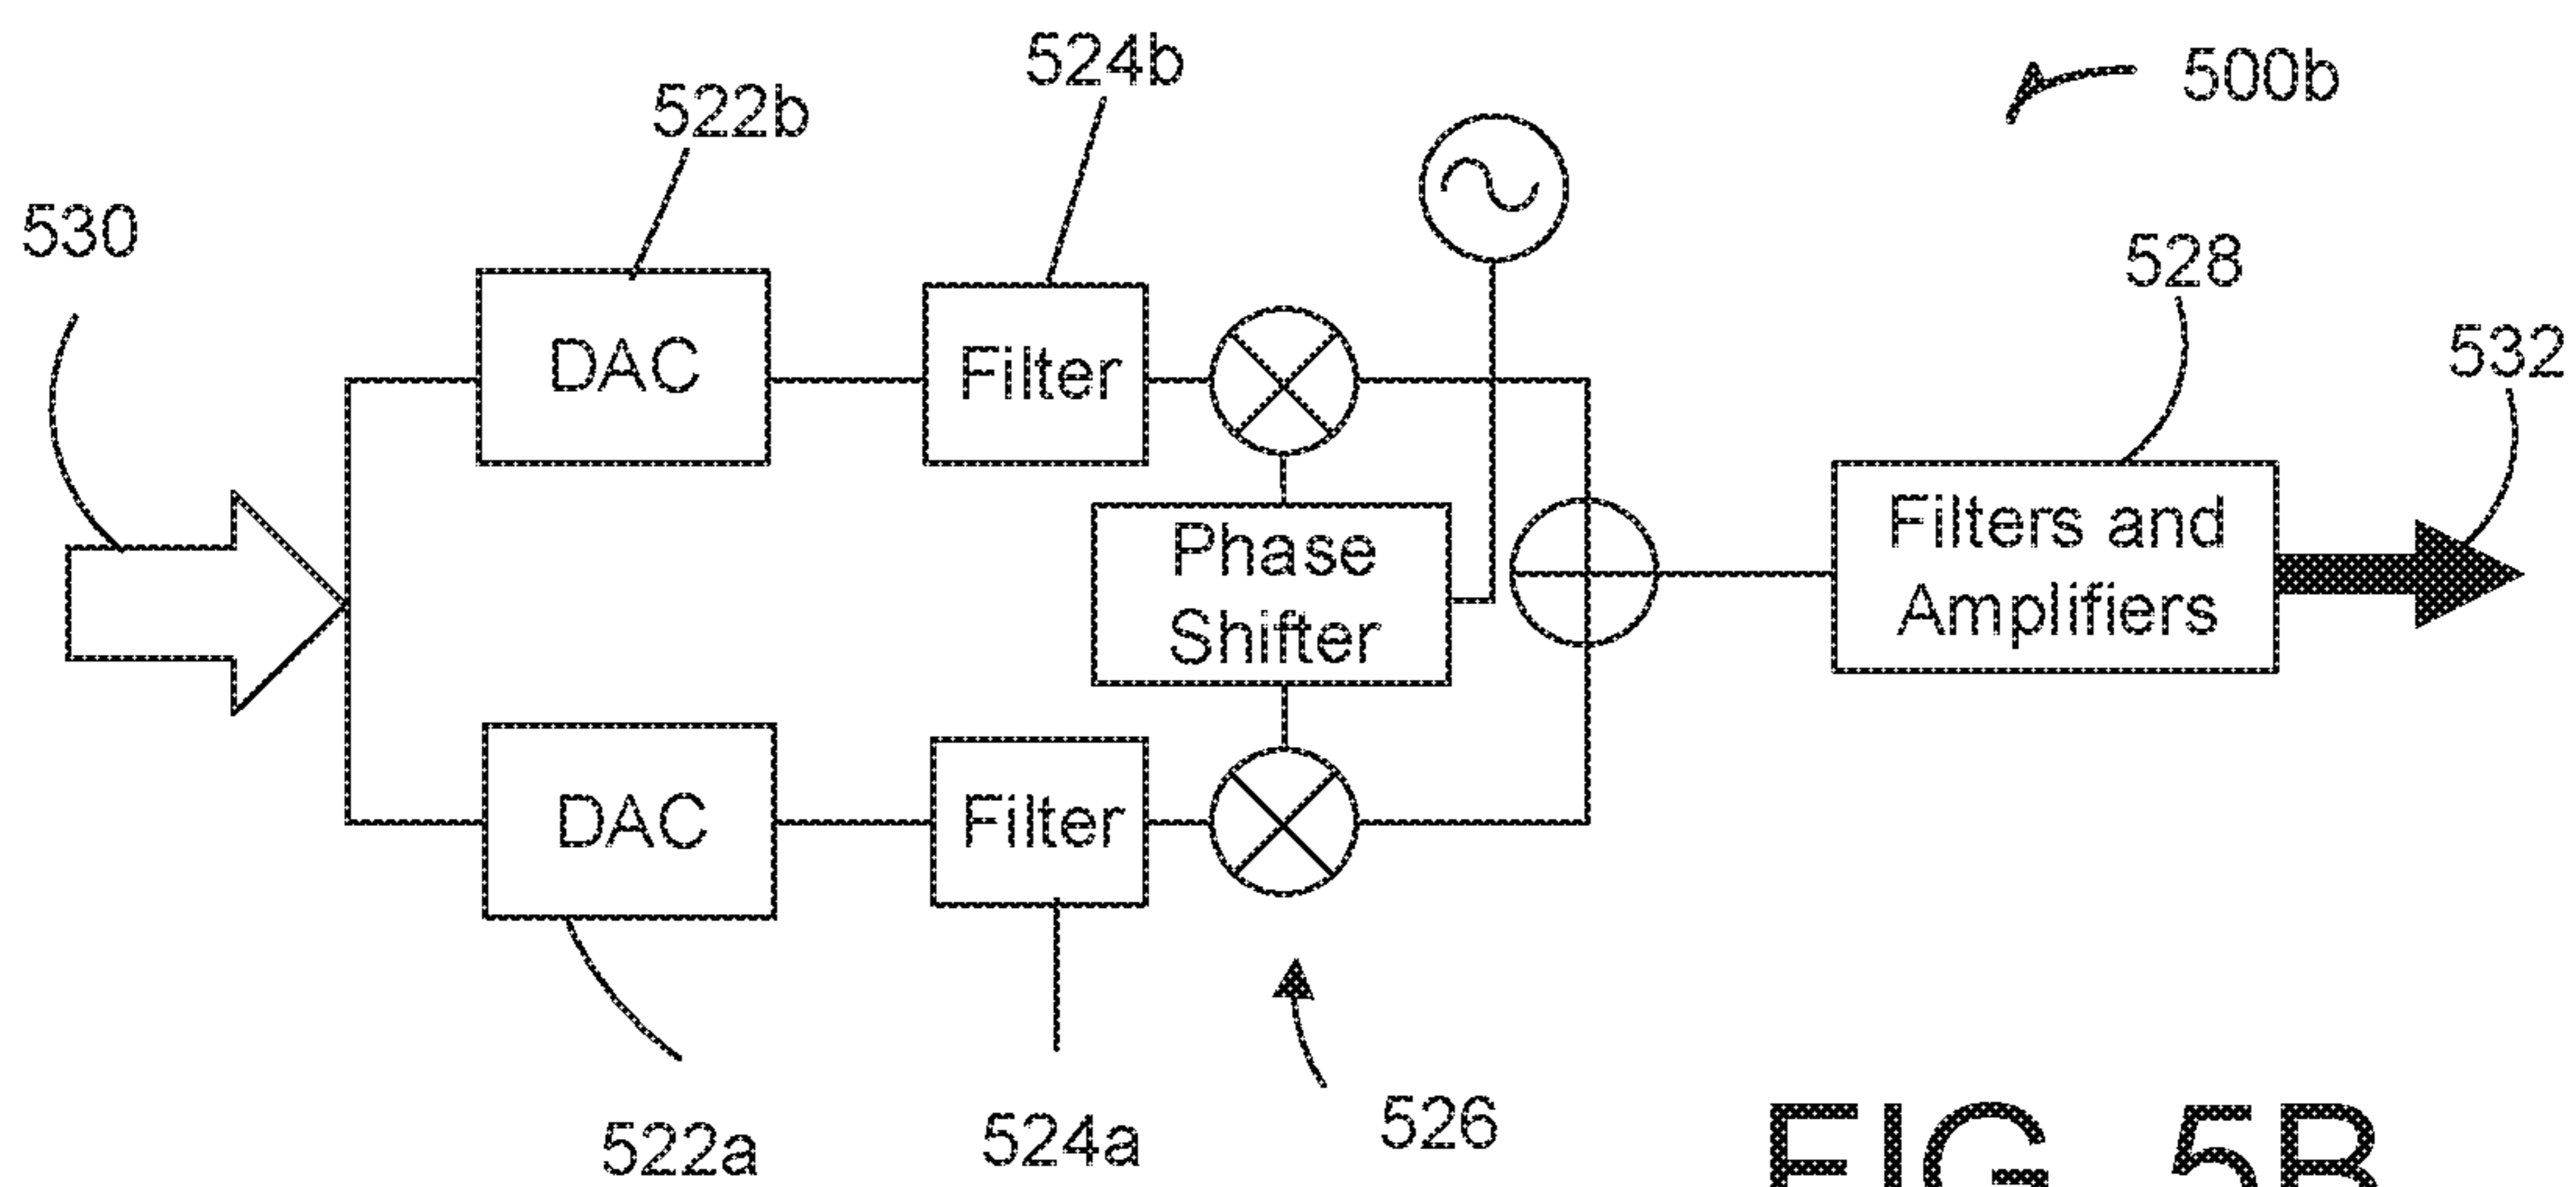 524b
500b
522b
530
528
532
DAC
Filter
Phase
Shifter
Filters and
Amplifiers
DAC
Filter
526
522a
524a
FIG. 5B